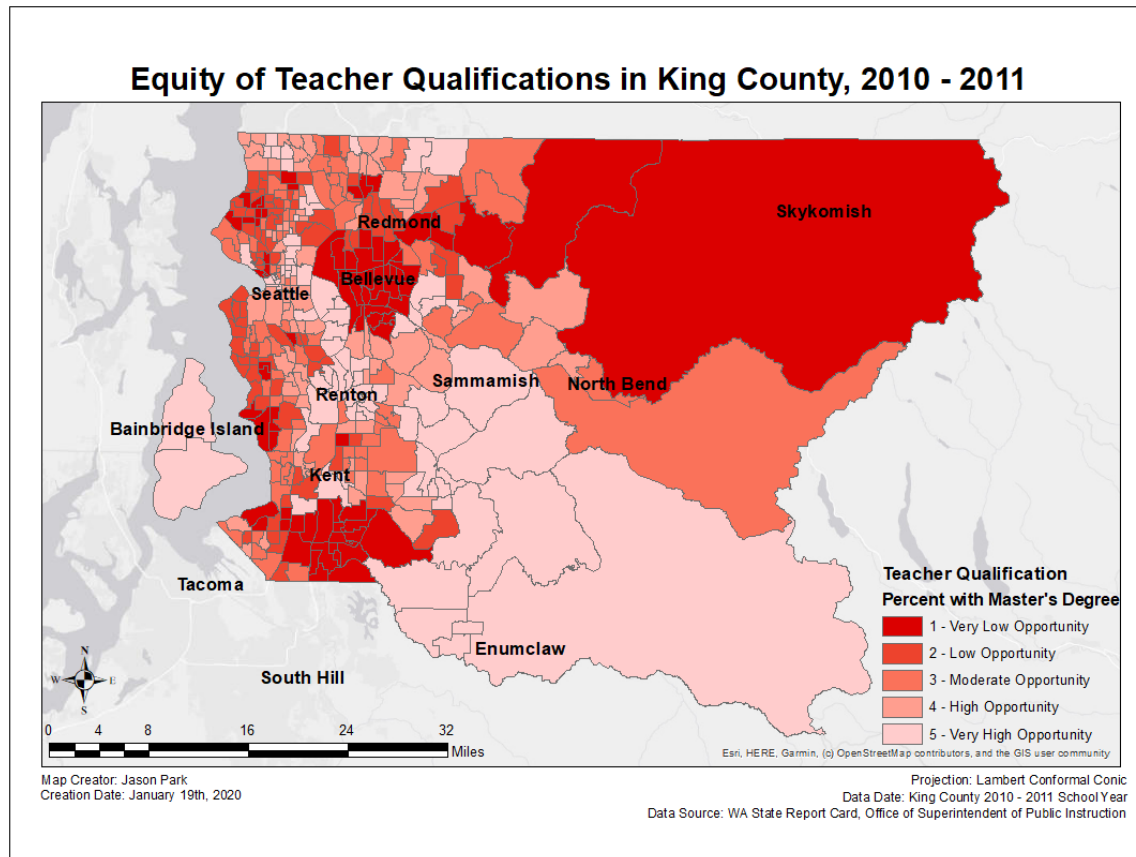 Equity of Teacher Qualifications in King County, 2010 - 2011
Skykomish
Redmond
Bellevue
Seattle
Sammamish
North Bend
Renton
Bainbridge Island
Kent
Tacoma
Enumclaw
South Hill
Teacher Qualification
Percent with Master's Degree
1 - Very Low Opportunity
2 - Low Opportunity
3 - Moderate Opportunity
4 - High Opportunity
5 - Very High Opportunity
N
W E
S
0 4 8 16 24 32
Miles
Esri, HERE, Garmin, (c) OpenStreetMap contributors, and the GIS user community
Map Creator: Jason Park
Creation Date: January 19th, 2020
Projection: Lambert Conformal Conic
Data Date: King County 2010 - 2011 School Year
Data Source: WA State Report Card, Office of Superintendent of Public Instruction